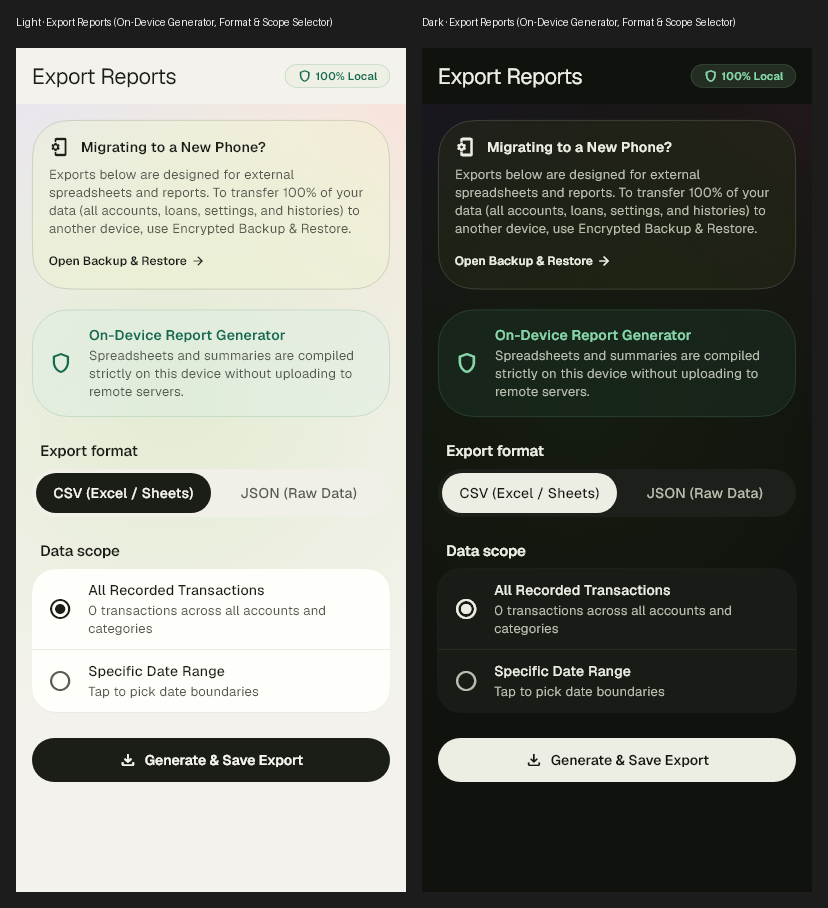 Light · Export Reports (On-Device Generator, Format & Scope Selector)
Export Reports
100% Local
Migrating to a New Phone?
Exports below are designed for external
spreadsheets and reports. To transfer 100% of your
data (all accounts, loans, settings, and histories) to
another device, use Encrypted Backup & Restore.
Open Backup & Restore →
On-Device Report Generator
Spreadsheets and summaries are compiled
strictly on this device without uploading to
remote servers.
Export format
CSV (Excel / Sheets)
JSON (Raw Data)
Data scope
All Recorded Transactions
0 transactions across all accounts and
categories
Specific Date Range
Tap to pick date boundaries
Generate & Save Export
Dark · Export Reports (On-Device Generator, Format & Scope Selector)
Export Reports
100% Local
Migrating to a New Phone?
Exports below are designed for external
spreadsheets and reports. To transfer 100% of your
data (all accounts, loans, settings, and histories) to
another device, use Encrypted Backup & Restore.
Open Backup & Restore →
On-Device Report Generator
Spreadsheets and summaries are compiled
strictly on this device without uploading to
remote servers.
Export format
CSV (Excel / Sheets)
JSON (Raw Data)
Data scope
All Recorded Transactions
0 transactions across all accounts and
categories
Specific Date Range
Tap to pick date boundaries
Generate & Save Export